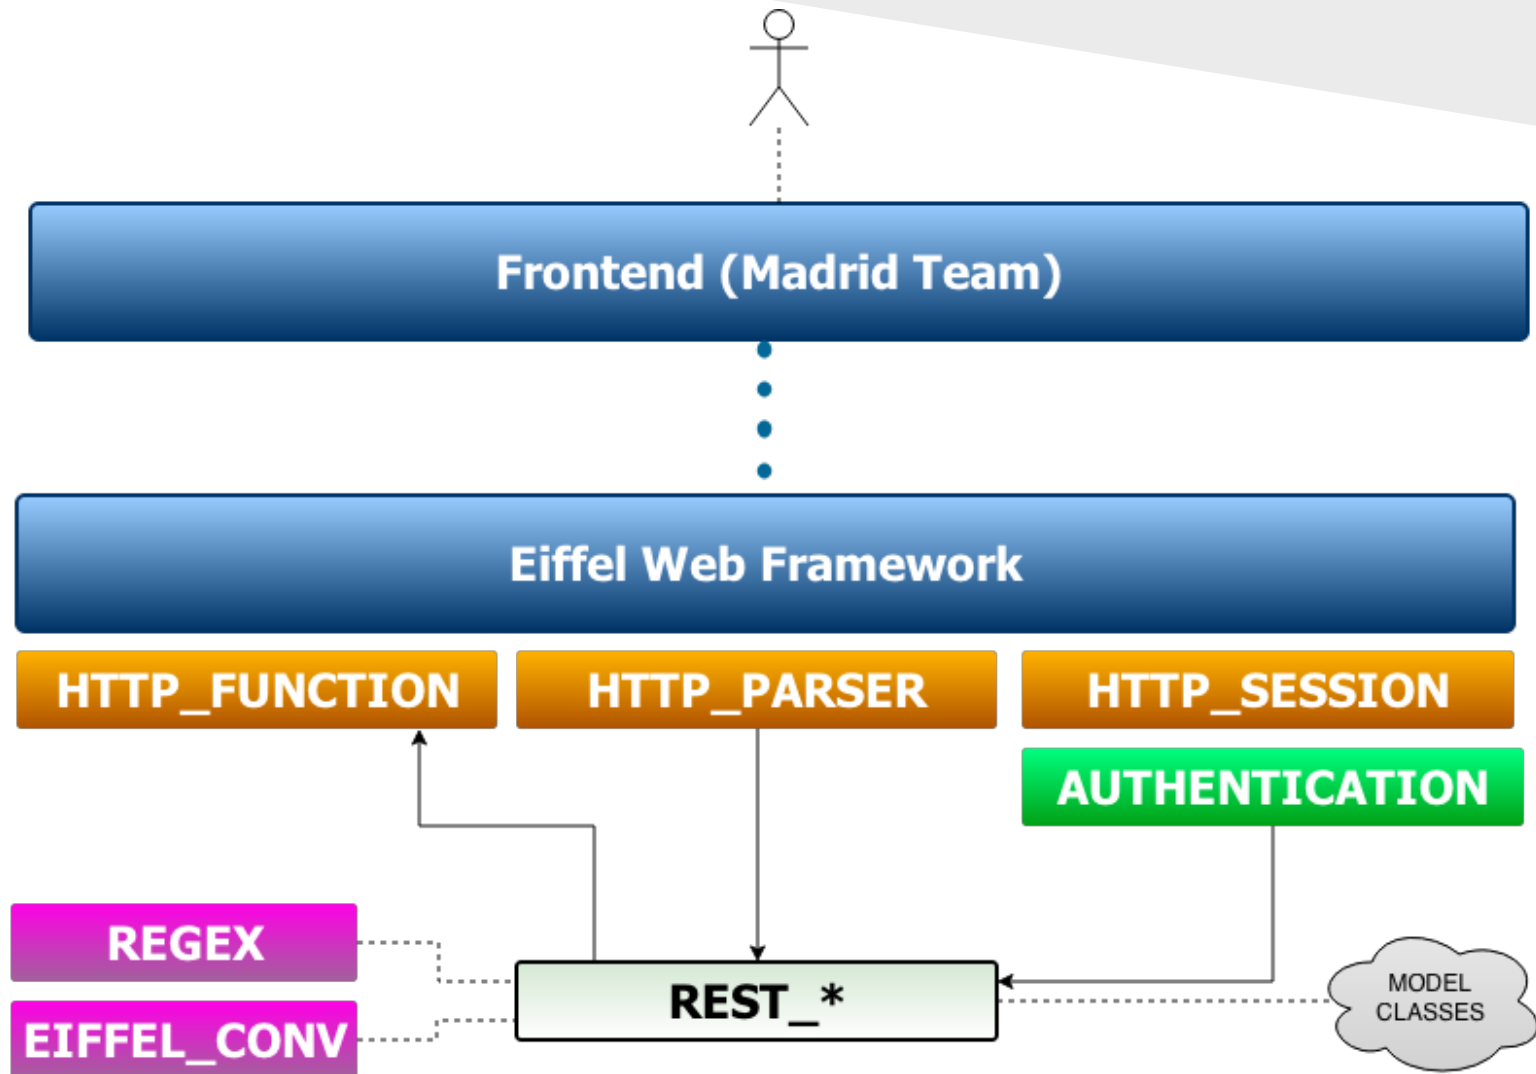 Frontend (Madrid Team)
Eiffel Web Framework
HTTP_FUNCTION
HTTP_PARSER
HTTP_SESSION
AUTHENTICATION
REGEX
REST_*
MODEL
CLASSES
EIFFEL_CONV